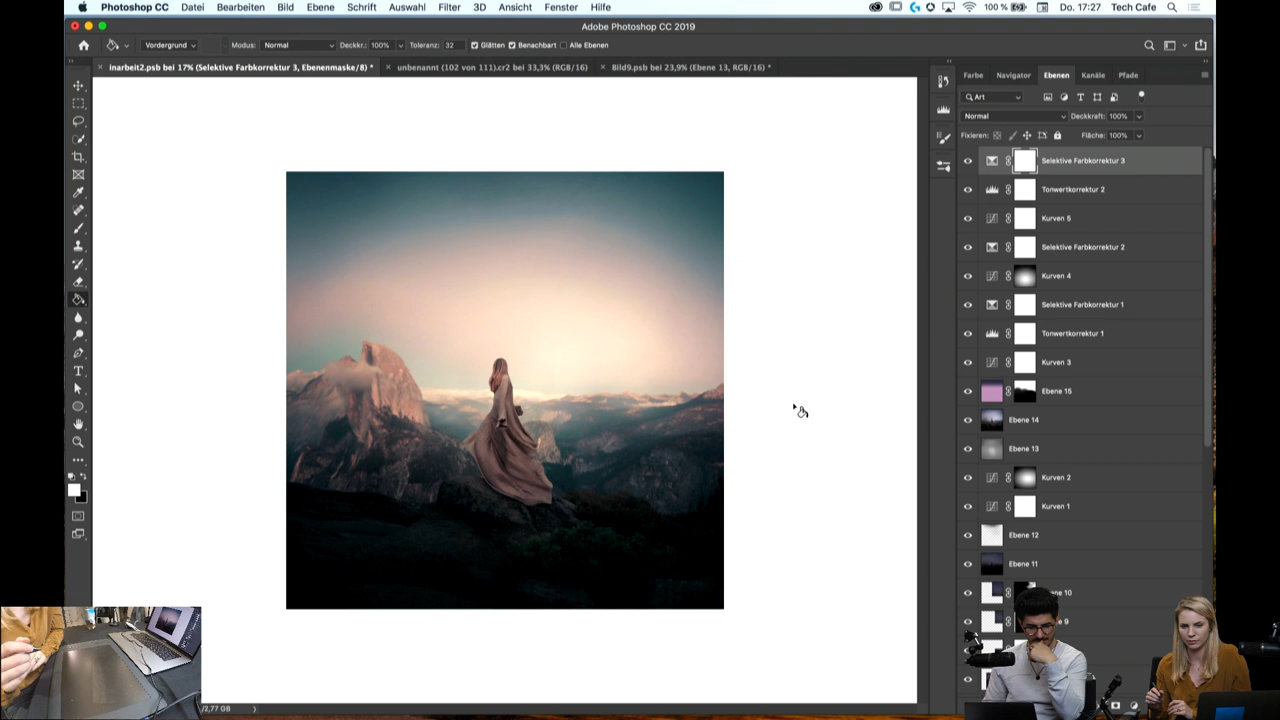 Photoshop CC Datei Bearbeiten Bild Ebene Schrift Auswahl Filter 3D Ansicht Fenster Hilfe 100 % Do. 17:27 Tech Cafe
Adobe Photoshop CC 2019
Vordergrund Modus: Normal Deckkr.: 100% Toleranz: 32 Glätten Benachbart Alle Ebenen
inarbeit2.psb bei 17% (Selektive Farbkorrektur 3, Ebenenmaske/8) * unbenannt (102 von 111).cr2 bei 33,3% (RGB/16) Bild9.psb bei 23,9% (Ebene 13, RGB/16) *
Farbe Navigator Ebenen Kanäle Pfade
Art
Normal Deckkraft: 100%
Fixieren: Fläche: 100%
Selektive Farbkorrektur 3
Tonwertkorrektur 2
Kurven 5
Selektive Farbkorrektur 2
Kurven 4
Selektive Farbkorrektur 1
Tonwertkorrektur 1
Kurven 3
Ebene 15
Ebene 14
Ebene 13
Kurven 2
Kurven 1
Ebene 12
Ebene 11
10
9
/2,77 GB